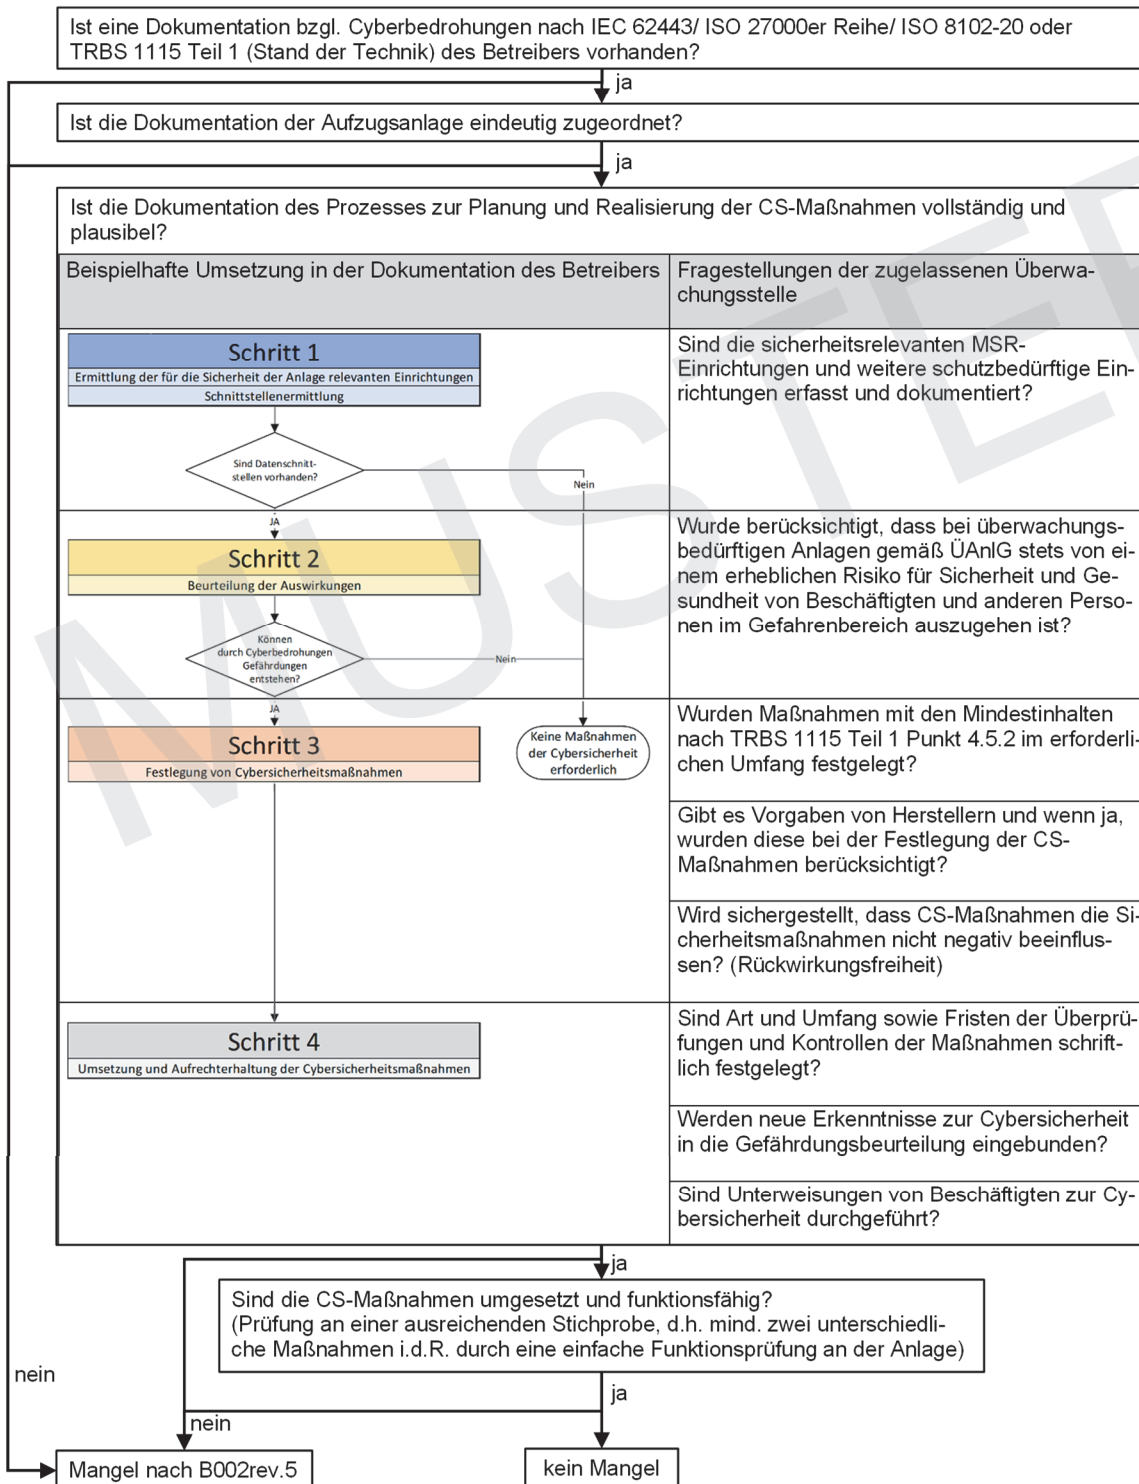 Ist eine Dokumentation bzgl. Cyberbedrohungen nach IEC 62443/ ISO 27000er Reihe/ ISO 8102-20 oder
TRBS 1115 Teil 1 (Stand der Technik) des Betreibers vorhanden?
ja
Ist die Dokumentation der Aufzugsanlage eindeutig zugeordnet?
ja
Ist die Dokumentation des Prozesses zur Planung und Realisierung der CS-Maßnahmen vollständig und
plausibel?
Beispielhafte Umsetzung in der Dokumentation des Betreibers
Fragestellungen der zugelassenen Überwa-
chungsstelle
Schritt 1
Ermittlung der für die Sicherheit der Anlage relevanten Einrichtungen
Schnittstellenermittlung
Sind Datenschnitt-
stellen vorhanden?
Nein
JA
Sind die sicherheitsrelevanten MSR-
Einrichtungen und weitere schutzbedürftige Ein-
richtungen erfasst und dokumentiert?
Schritt 2
Beurteilung der Auswirkungen
Können
durch Cyberbedrohungen
Gefährdungen
entstehen?
Nein
JA
Wurde berücksichtigt, dass bei überwachungs-
bedürftigen Anlagen gemäß ÜAnlG stets von ei-
nem erheblichen Risiko für Sicherheit und Ge-
sundheit von Beschäftigten und anderen Perso-
nen im Gefahrenbereich auszugehen ist?
Schritt 3
Festlegung von Cybersicherheitsmaßnahmen
Keine Maßnahmen
der Cybersicherheit
erforderlich
Wurden Maßnahmen mit den Mindestinhalten
nach TRBS 1115 Teil 1 Punkt 4.5.2 im erforderli-
chen Umfang festgelegt?
Gibt es Vorgaben von Herstellern und wenn ja,
wurden diese bei der Festlegung der CS-
Maßnahmen berücksichtigt?
Wird sichergestellt, dass CS-Maßnahmen die Si-
cherheitsmaßnahmen nicht negativ beeinflus-
sen? (Rückwirkungsfreiheit)
Schritt 4
Umsetzung und Aufrechterhaltung der Cybersicherheitsmaßnahmen
Sind Art und Umfang sowie Fristen der Überprü-
fungen und Kontrollen der Maßnahmen schrift-
lich festgelegt?
Werden neue Erkenntnisse zur Cybersicherheit
in die Gefährdungsbeurteilung eingebunden?
Sind Unterweisungen von Beschäftigten zur Cy-
bersicherheit durchgeführt?
ja
Sind die CS-Maßnahmen umgesetzt und funktionsfähig?
(Prüfung an einer ausreichenden Stichprobe, d.h. mind. zwei unterschiedli-
che Maßnahmen i.d.R. durch eine einfache Funktionsprüfung an der Anlage)
nein
ja
nein
Mangel nach B002rev.5
kein Mangel
MUSTER